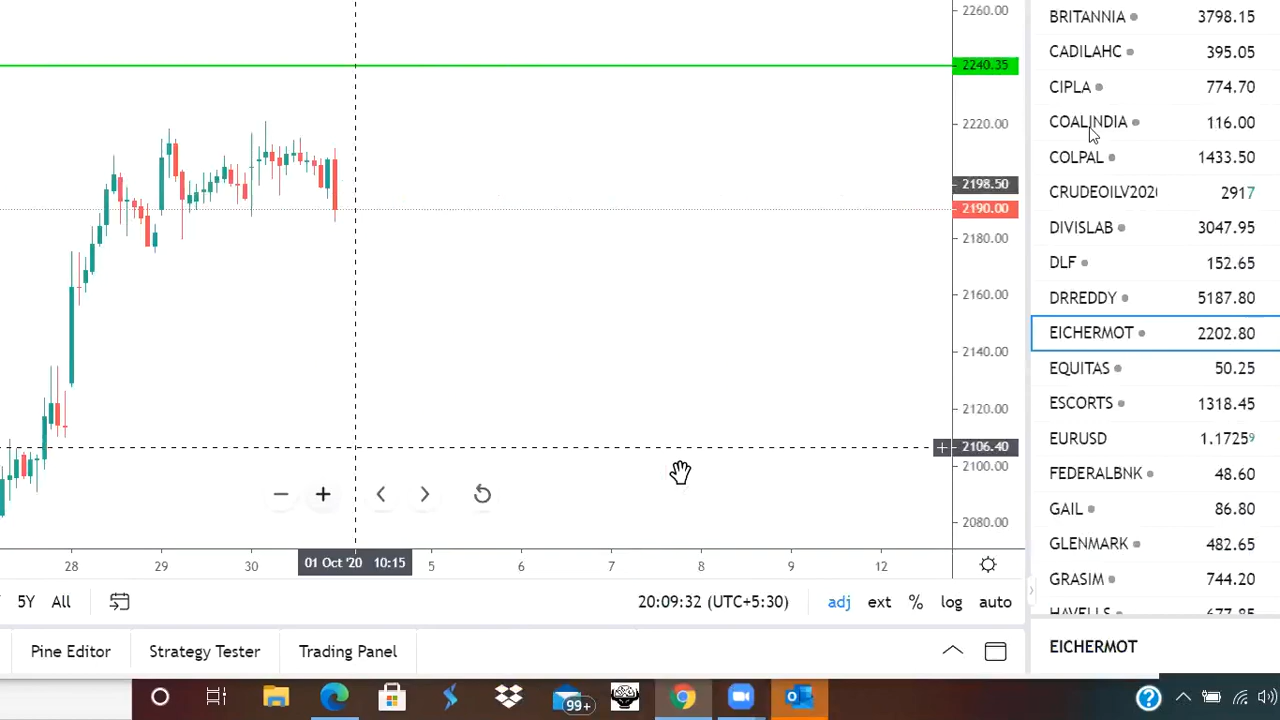 2260.00
2240.35
2220.00
2198.50
2190.00
2180.00
2160.00
2140.00
2120.00
2106.40
2100.00
2080.00
28 29 30 01 Oct '20 10:15 5 6 7 8 9 12
5Y All 20:09:32 (UTC+5:30) adj ext % log auto
Pine Editor Strategy Tester Trading Panel
BRITANNIA 3798.15
CADILAHC 395.05
CIPLA 774.70
COALINDIA 116.00
COLPAL 1433.50
CRUDEOILV202 2917
DIVISLAB 3047.95
DLF 152.65
DRREDDY 5187.80
EICHERMOT 2202.80
EQUITAS 50.25
ESCORTS 1318.45
EURUSD 1.17259
FEDERALBNK 48.60
GAIL 86.80
GLENMARK 482.65
GRASIM 744.20
HAVELLS 677.85
EICHERMOT
99+